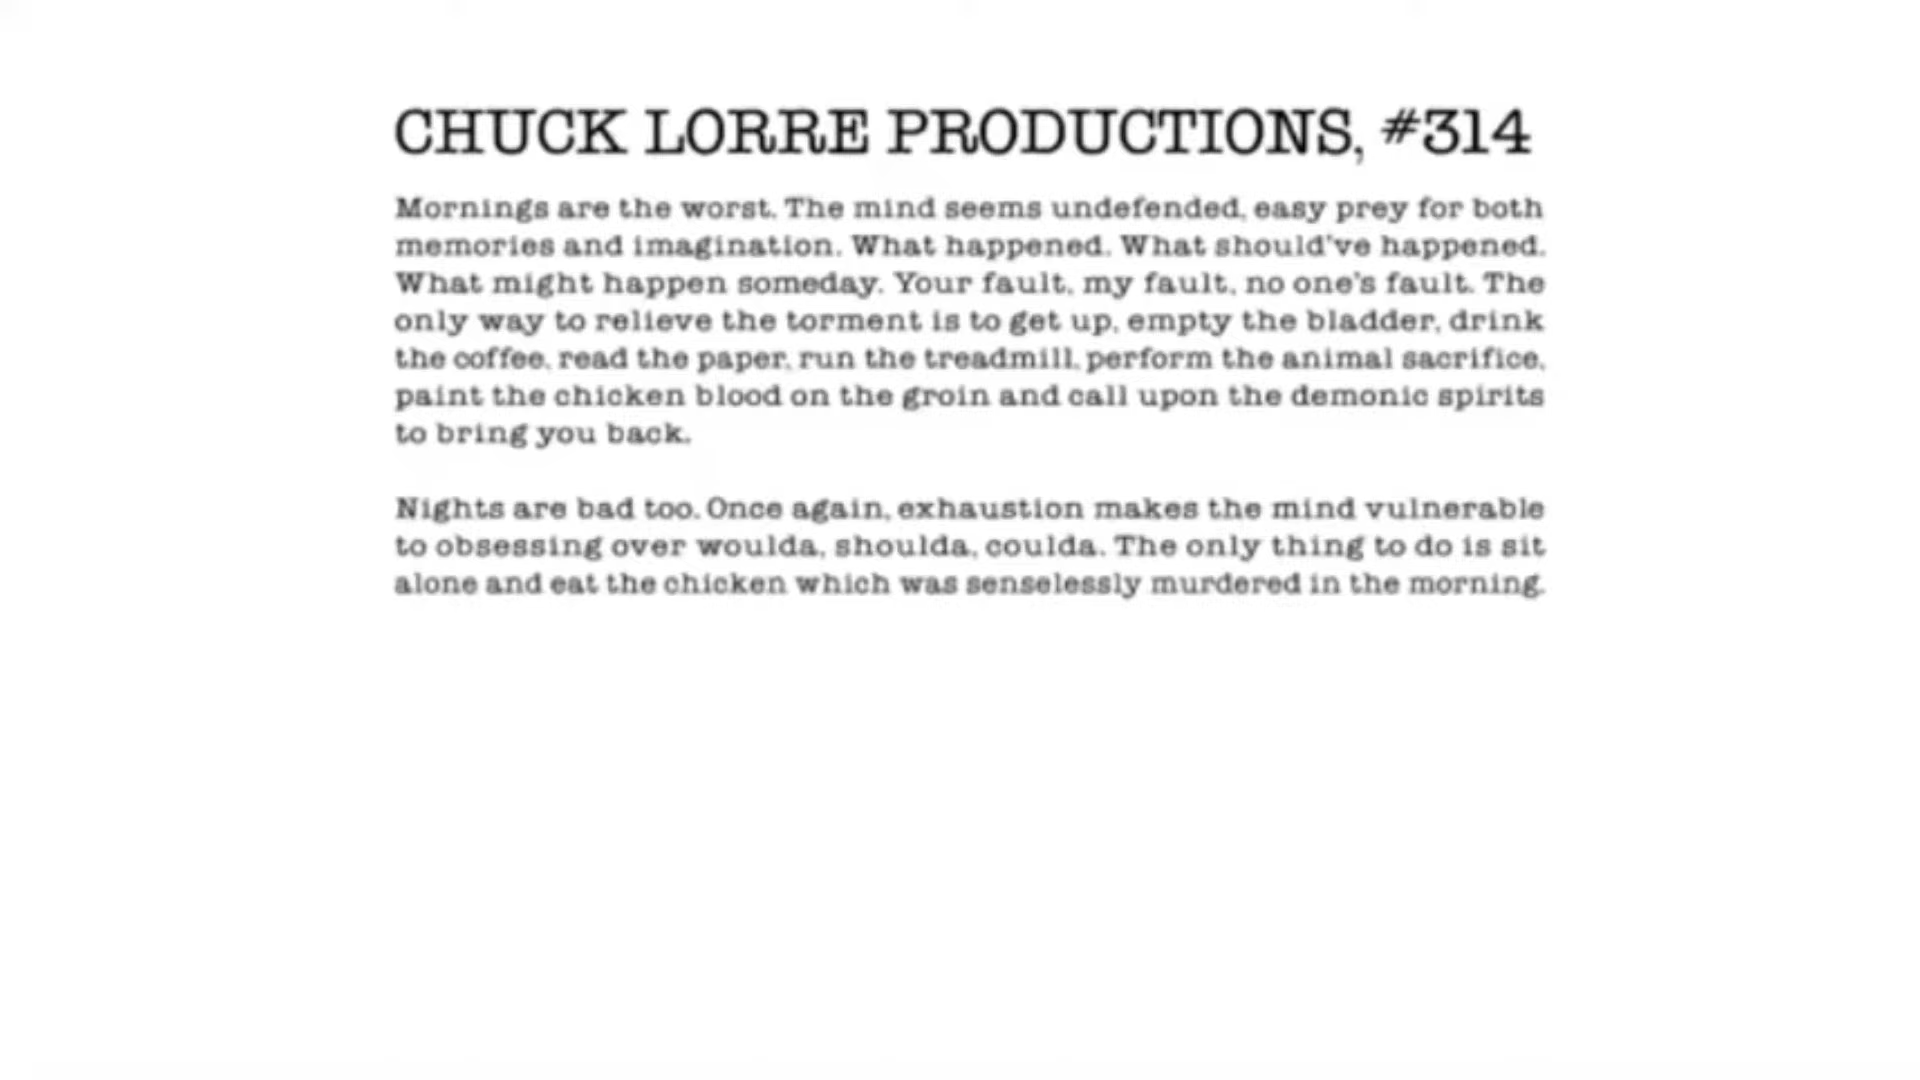 CHUCK LORRE PRODUCTIONS, #314
Mornings are the worst. The mind seems undefended, easy prey for both
memories and imagination. What happened. What should've happened.
What might happen someday. Your fault, my fault, no one's fault. The
only way to relieve the torment is to get up, empty the bladder, drink
the coffee, read the paper, run the treadmill, perform the animal sacrifice,
paint the chicken blood on the groin and call upon the demonic spirits
to bring you back.
Nights are bad too. Once again, exhaustion makes the mind vulnerable
to obsessing over woulda, shoulda, coulda. The only thing to do is sit
alone and eat the chicken which was senselessly murdered in the morning.